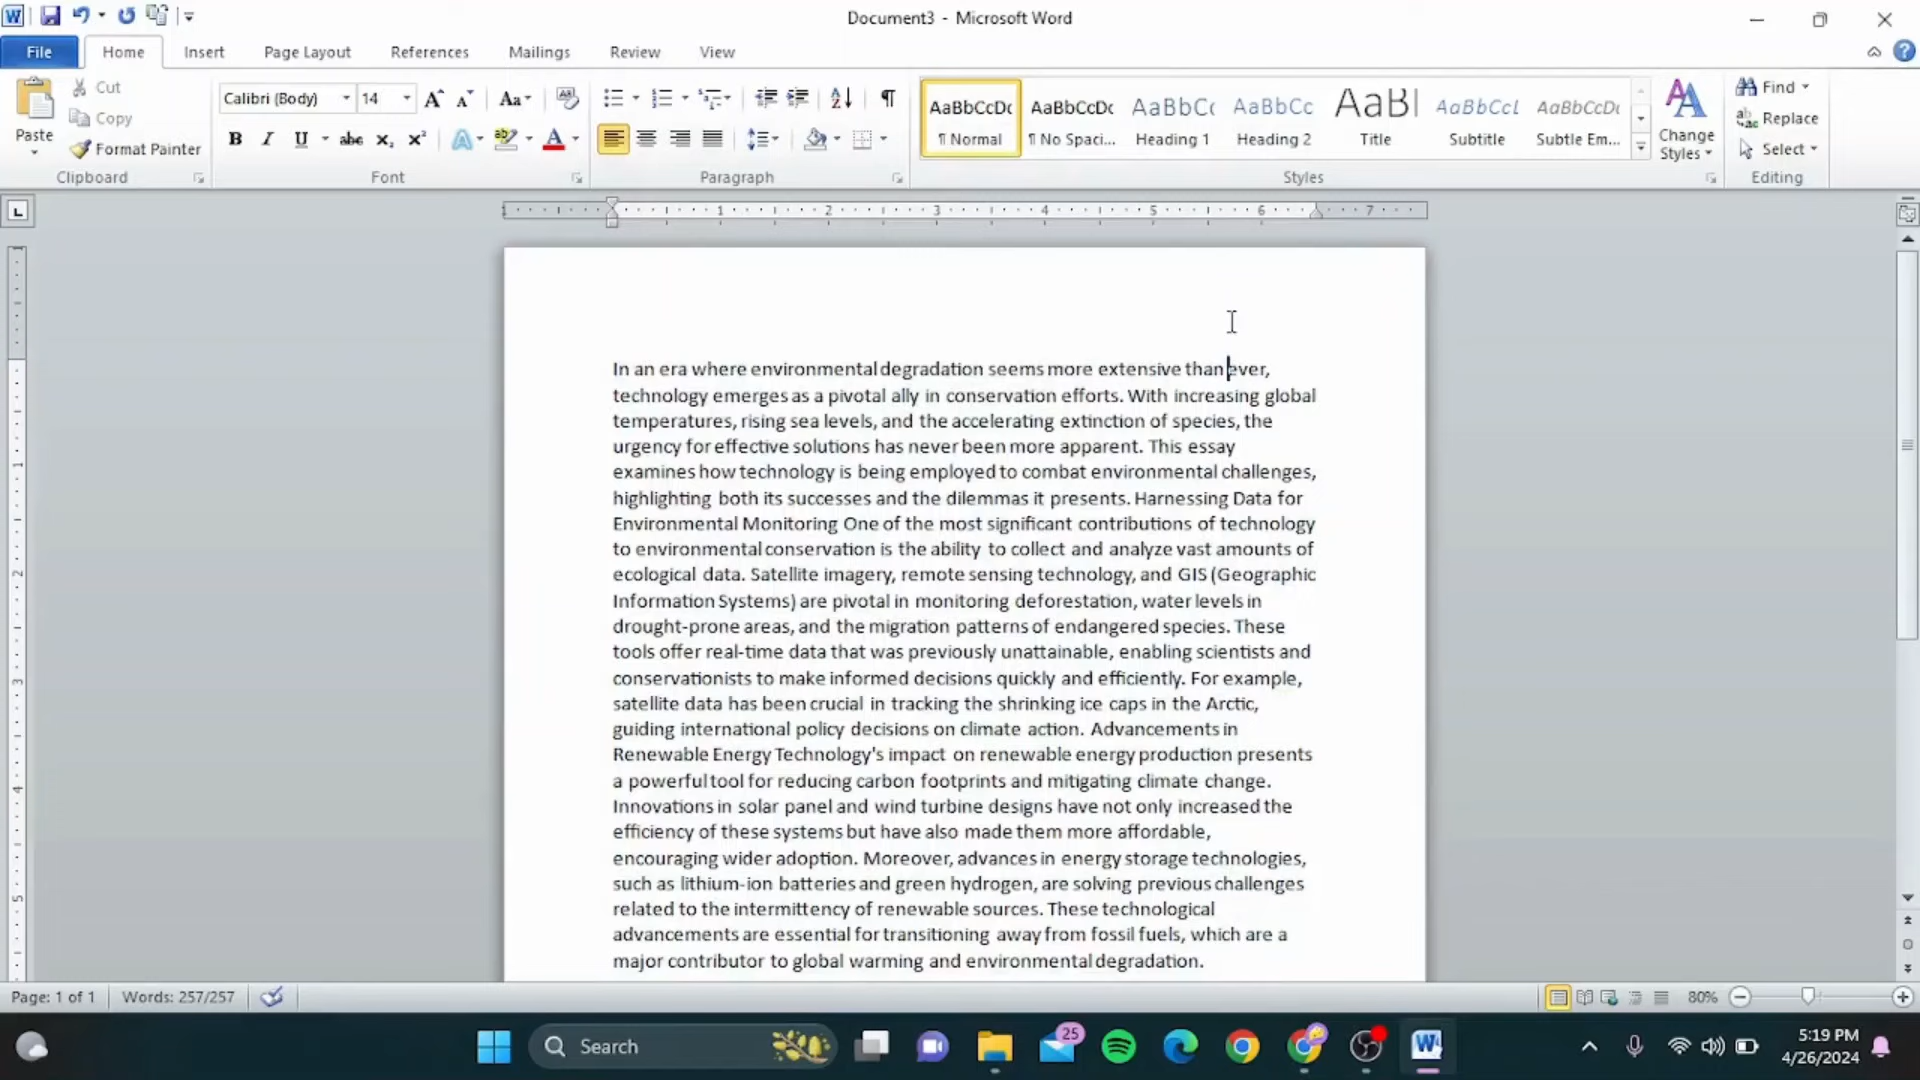 Document3 - Microsoft Word
File Home Insert Page Layout References Mailings Review View
Paste
Cut
Copy
Format Painter
Clipboard
Calibri (Body) 14
Font
Paragraph
AaBbCcDc AaBbCcDc AaBbC( AaBbCc AaB AaBbCcL AaBbCcDc
¶ Normal ¶ No Spaci... Heading 1 Heading 2 Title Subtitle Subtle Em...
Styles
Change
Styles
Find
Replace
Select
Editing
1 2 3 4 5 6 7
In an era where environmental degradation seems more extensive than ever,
technology emerges as a pivotal ally in conservation efforts. With increasing global
temperatures, rising sea levels, and the accelerating extinction of species, the
urgency for effective solutions has never been more apparent. This essay
examines how technology is being employed to combat environmental challenges,
highlighting both its successes and the dilemmas it presents. Harnessing Data for
Environmental Monitoring One of the most significant contributions of technology
to environmental conservation is the ability to collect and analyze vast amounts of
ecological data. Satellite imagery, remote sensing technology, and GIS (Geographic
Information Systems) are pivotal in monitoring deforestation, water levels in
drought-prone areas, and the migration patterns of endangered species. These
tools offer real-time data that was previously unattainable, enabling scientists and
conservationists to make informed decisions quickly and efficiently. For example,
satellite data has been crucial in tracking the shrinking ice caps in the Arctic,
guiding international policy decisions on climate action. Advancements in
Renewable Energy Technology's impact on renewable energy production presents
a powerful tool for reducing carbon footprints and mitigating climate change.
Innovations in solar panel and wind turbine designs have not only increased the
efficiency of these systems but have also made them more affordable,
encouraging wider adoption. Moreover, advances in energy storage technologies,
such as lithium-ion batteries and green hydrogen, are solving previous challenges
related to the intermittency of renewable sources. These technological
advancements are essential for transitioning away from fossil fuels, which are a
major contributor to global warming and environmental degradation.
Page: 1 of 1 Words: 257/257 80%
Search 25 5:19 PM
4/26/2024